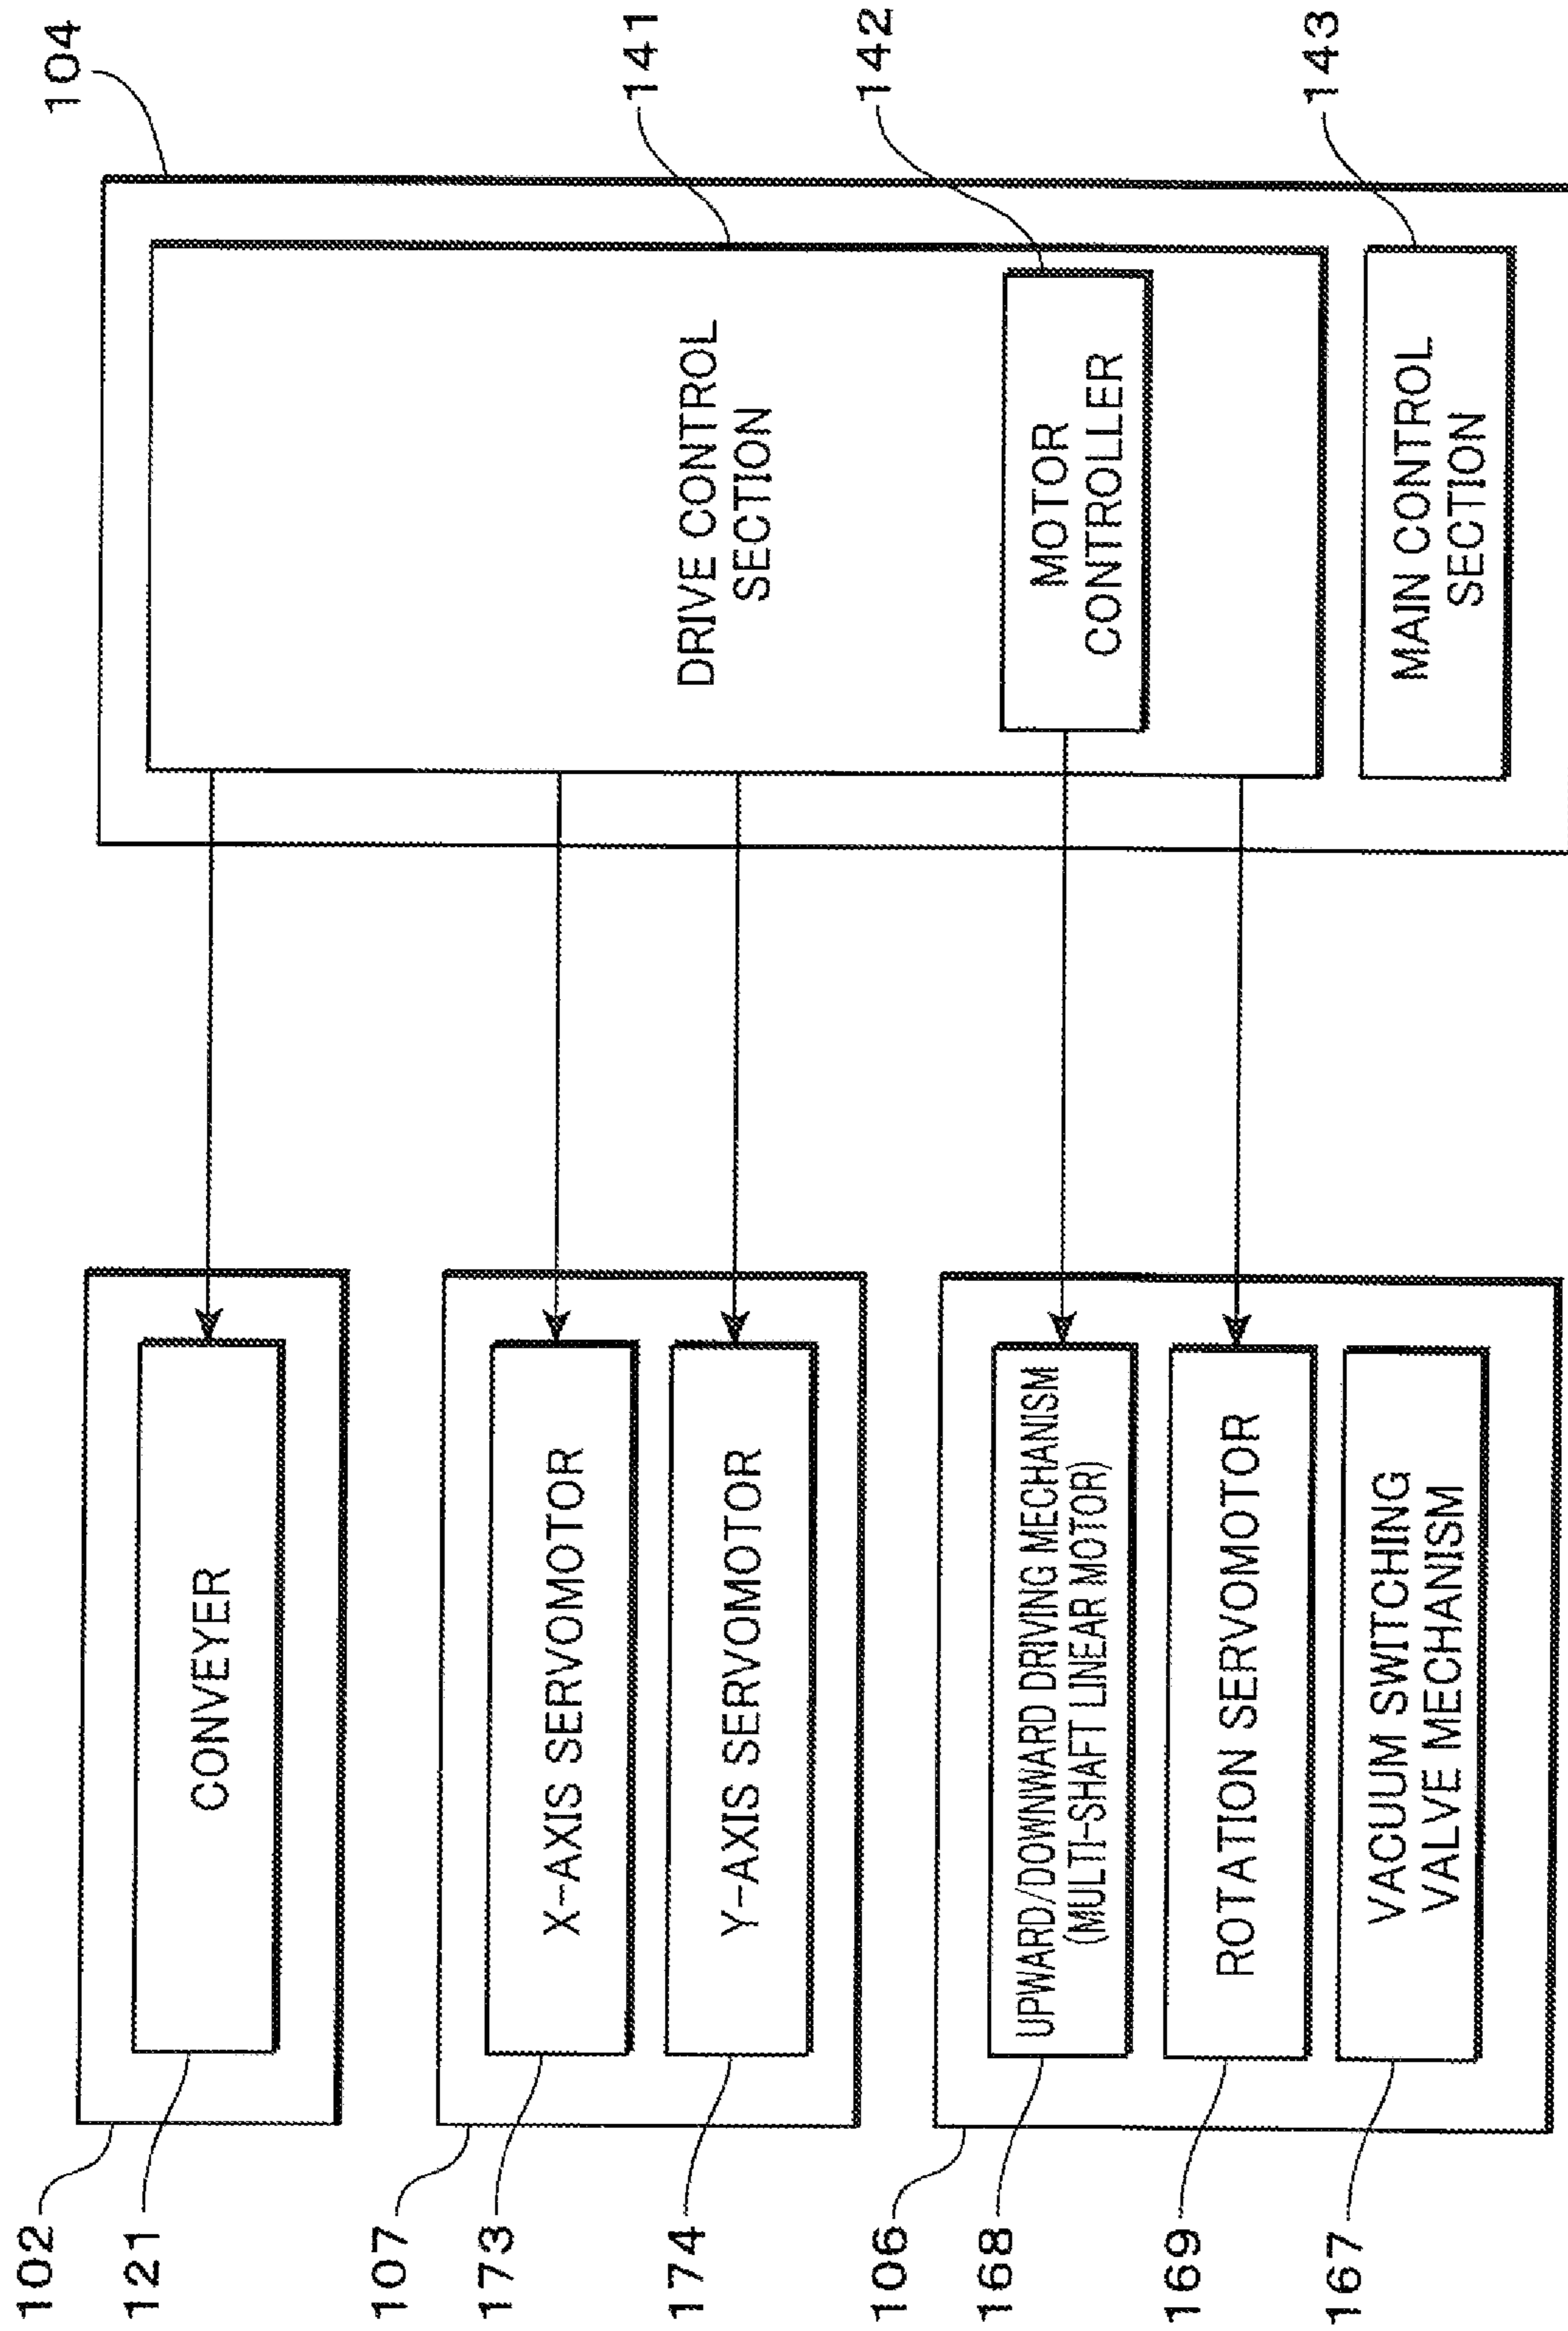 102
121
CONVEYER
107
173
X-AXIS SERVOMOTOR
174
Y-AXIS SERVOMOTOR
106
168
UPWARD/DOWNWARD DRIVING MECHANISM
(MULTI-SHAFT LINEAR MOTOR)
169
ROTATION SERVOMOTOR
167
VACUUM SWITCHING
VALVE MECHANISM
104
141
DRIVE CONTROL
SECTION
142
MOTOR
CONTROLLER
143
MAIN CONTROL
SECTION